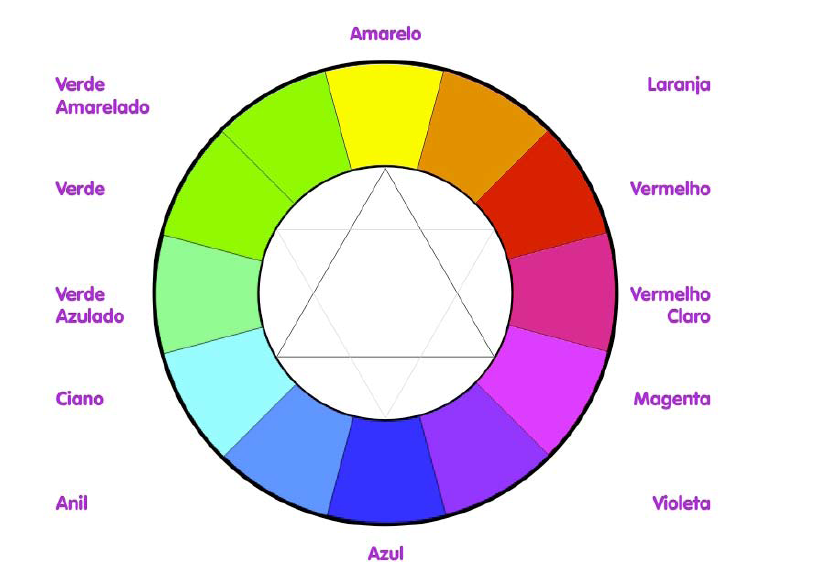 Amarelo
Verde
Amarelado
Laranja
Verde
Vermelho
Verde
Azulado
Vermelho
Claro
Ciano
Magenta
Anil
Violeta
Azul